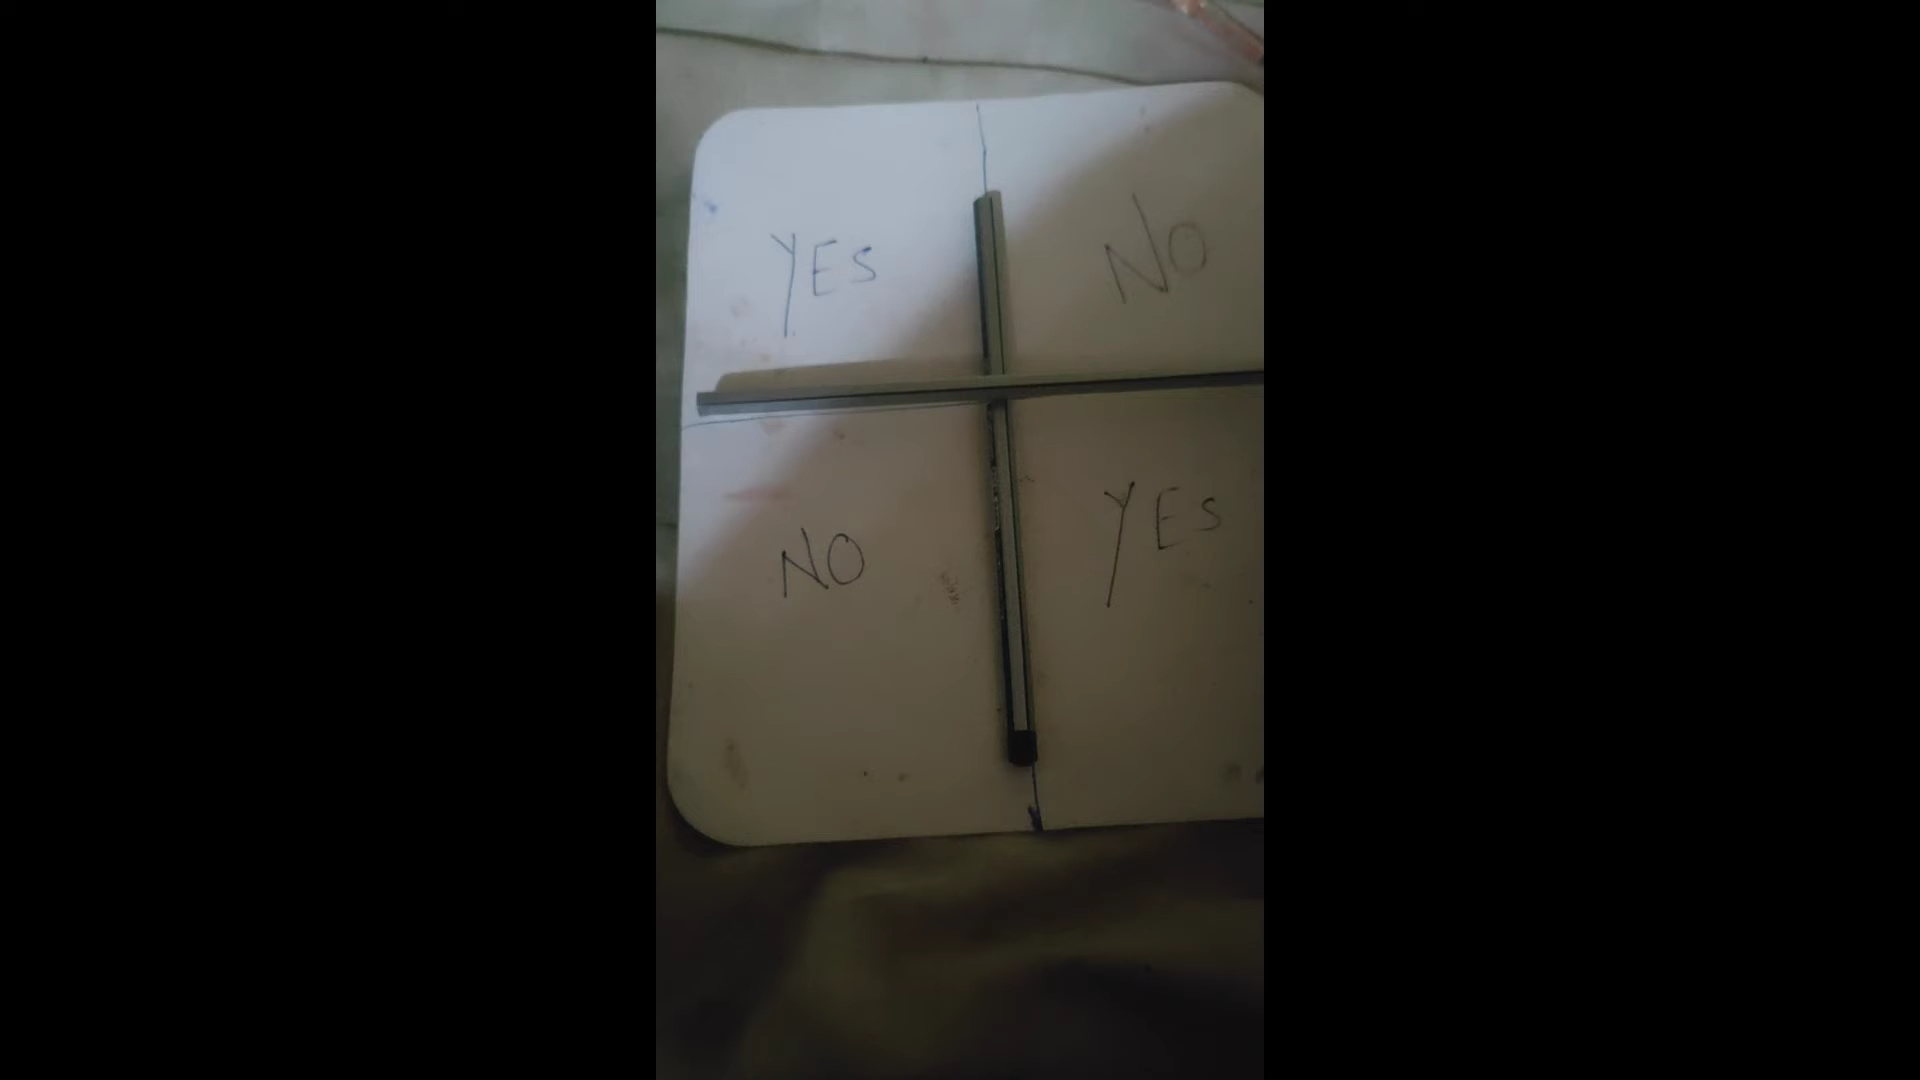 YES NO
NO YES